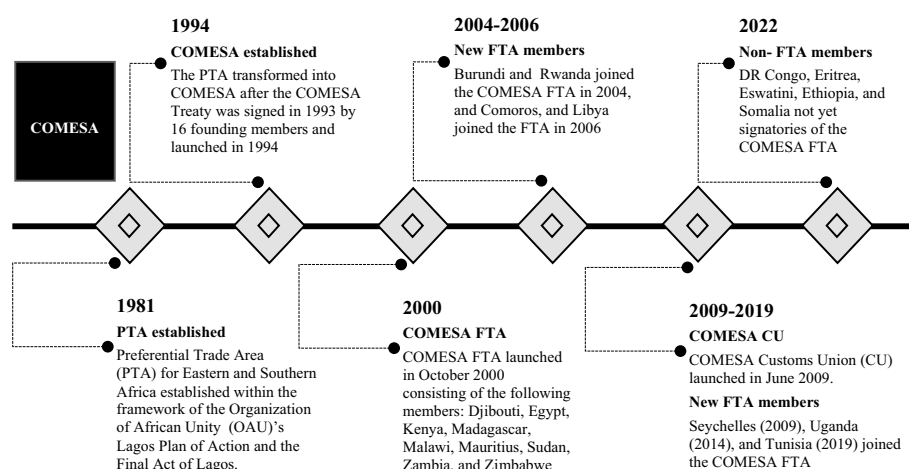 COMESA
1994
COMESA established
The PTA transformed into
COMESA after the COMESA
Treaty was signed in 1993 by
16 founding members and
launched in 1994
2004-2006
New FTA members
Burundi and Rwanda joined
the COMESA FTA in 2004,
and Comoros, and Libya
joined the FTA in 2006
2022
Non- FTA members
DR Congo, Eritrea,
Eswatini, Ethiopia, and
Somalia not yet
signatories of the
COMESA FTA
1981
PTA established
Preferential Trade Area
(PTA) for Eastern and Southern
Africa established within the
framework of the Organization
of African Unity (OAU)'s
Lagos Plan of Action and the
Final Act of Lagos.
2000
COMESA FTA
COMESA FTA launched
in October 2000
consisting of the following
members: Djibouti, Egypt,
Kenya, Madagascar,
Malawi, Mauritius, Sudan,
Zambia, and Zimbabwe
2009-2019
COMESA CU
COMESA Customs Union (CU)
launched in June 2009.
New FTA members
Seychelles (2009), Uganda
(2014), and Tunisia (2019) joined
the COMESA FTA